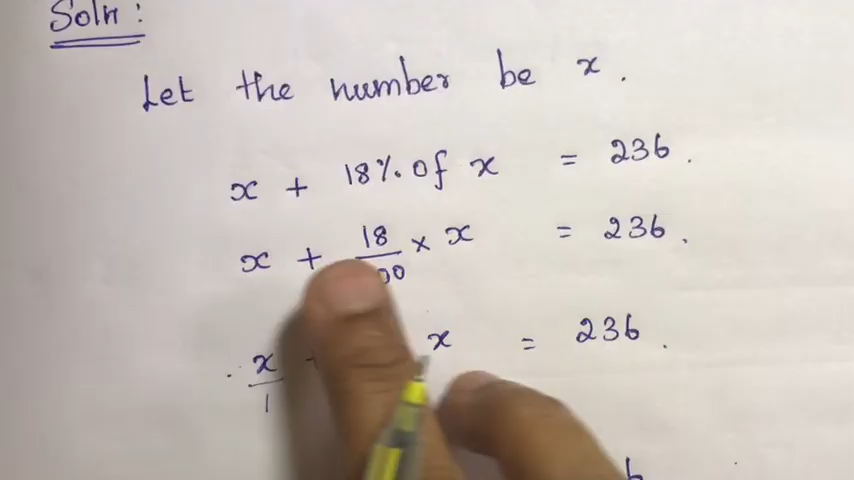 Soln :
Let the number be x.
x + 18% of x = 236.
x + 18/00 × x = 236.
x/1 + x = 236.
b